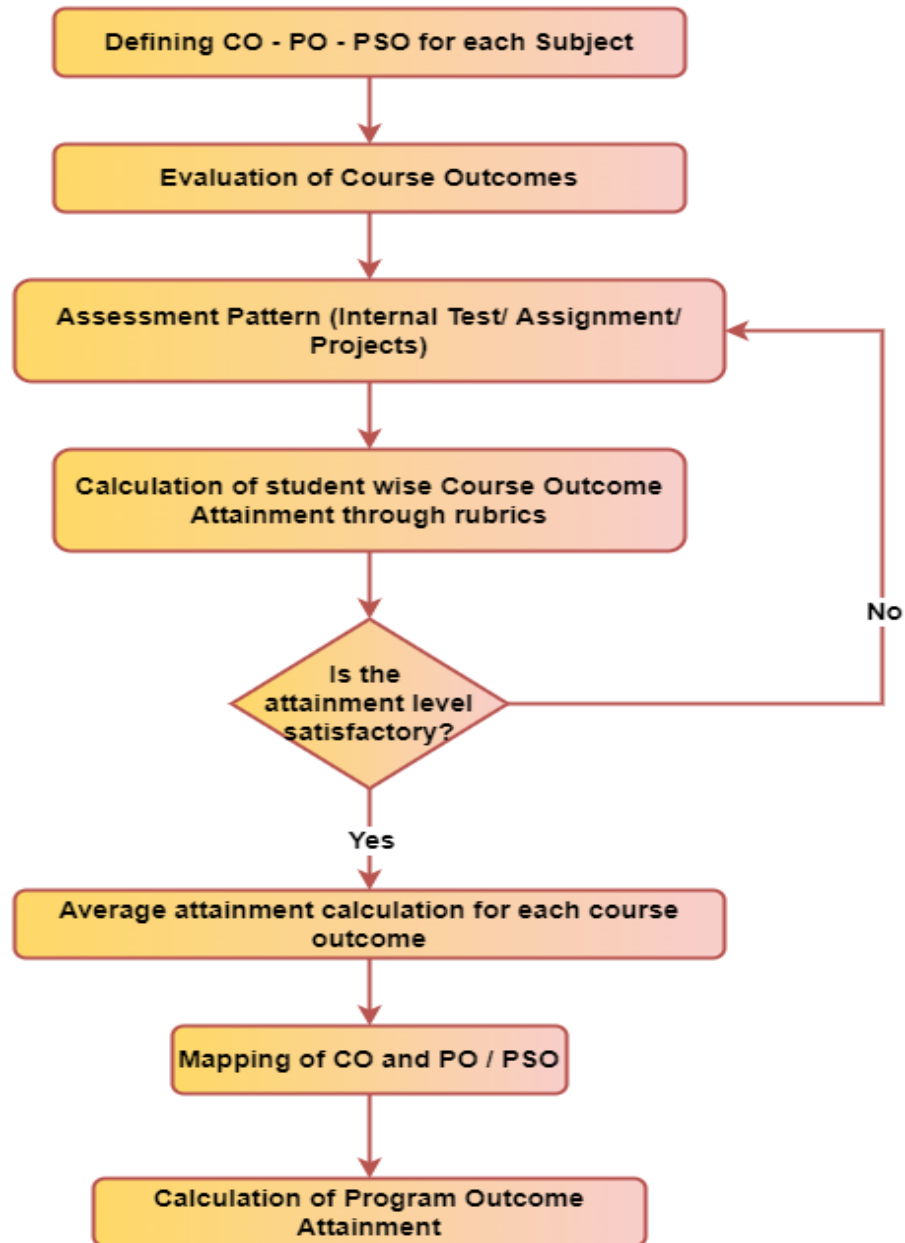 Defining CO - PO - PSO for each Subject
Evaluation of Course Outcomes
Assessment Pattern (Internal Test/ Assignment/
Projects)
Calculation of student wise Course Outcome
Attainment through rubrics
No
Is the
attainment level
satisfactory?
Yes
Average attainment calculation for each course
outcome
Mapping of CO and PO / PSO
Calculation of Program Outcome
Attainment